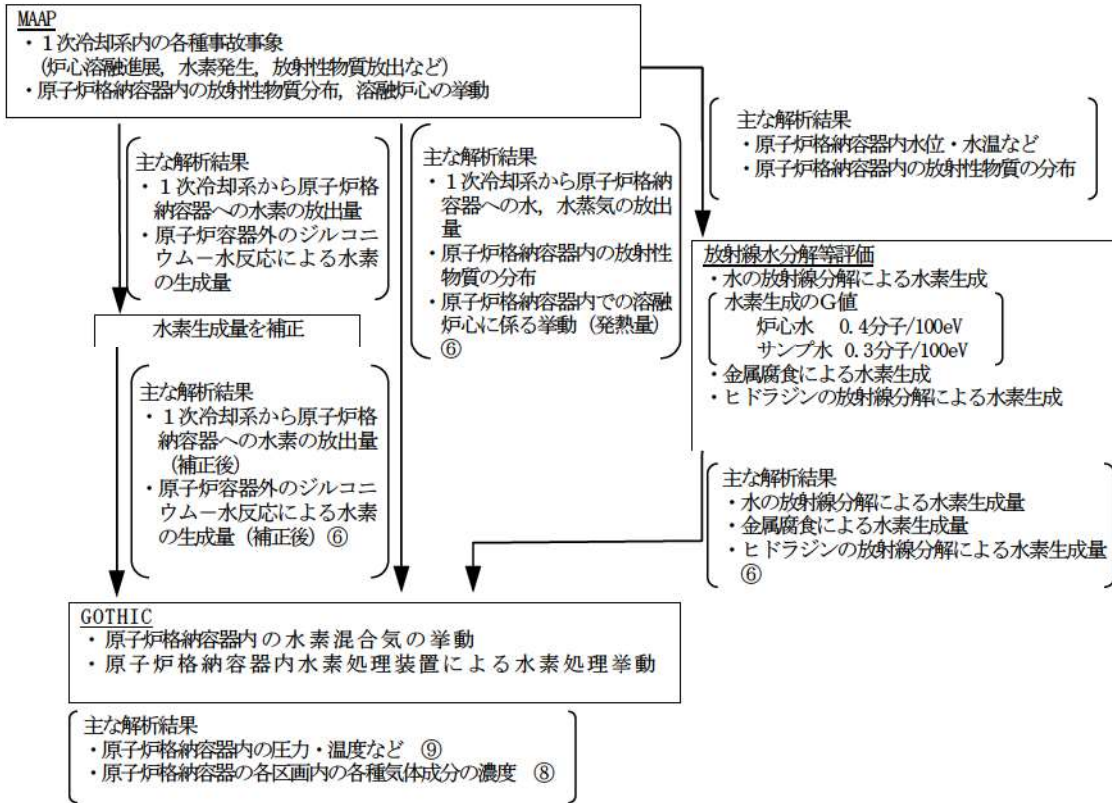 MAAP
・１次冷却系内の各種事故事象
(炉心溶融進展，水素発生，放射性物質放出など)
・原子炉格納容器内の放射性物質分布，溶融炉心の挙動
主な解析結果
・１次冷却系から原子炉格
納容器への水素の放出量
・原子炉容器外のジルコニ
ウム－水反応による水素
の生成量
主な解析結果
・１次冷却系から原子炉格納
容器への水，水蒸気の放出
量
・原子炉格納容器内の放射性
物質の分布
・原子炉格納容器内での溶融
炉心に係る挙動（発熱量）
⑥
主な解析結果
・原子炉格納容器内水位・水温など
・原子炉格納容器内の放射性物質の分布
水素生成量を補正
主な解析結果
・１次冷却系から原子炉格
納容器への水素の放出量
（補正後）
・原子炉容器外のジルコニ
ウム－水反応による水素
の生成量（補正後）⑥
放射線水分解等評価
・水の放射線分解による水素生成
水素生成のＧ値
炉心水　0.4分子/100eV
サンプ水　0.3分子/100eV
・金属腐食による水素生成
・ヒドラジンの放射線分解による水素生成
主な解析結果
・水の放射線分解による水素生成量
・金属腐食による水素生成量
・ヒドラジンの放射線分解による水素生成量
⑥
GOTHIC
・原子炉格納容器内の水素混合気の挙動
・原子炉格納容器内水素処理装置による水素処理挙動
主な解析結果
・原子炉格納容器内の圧力・温度など　⑨
・原子炉格納容器の各区画内の各種気体成分の濃度　⑧